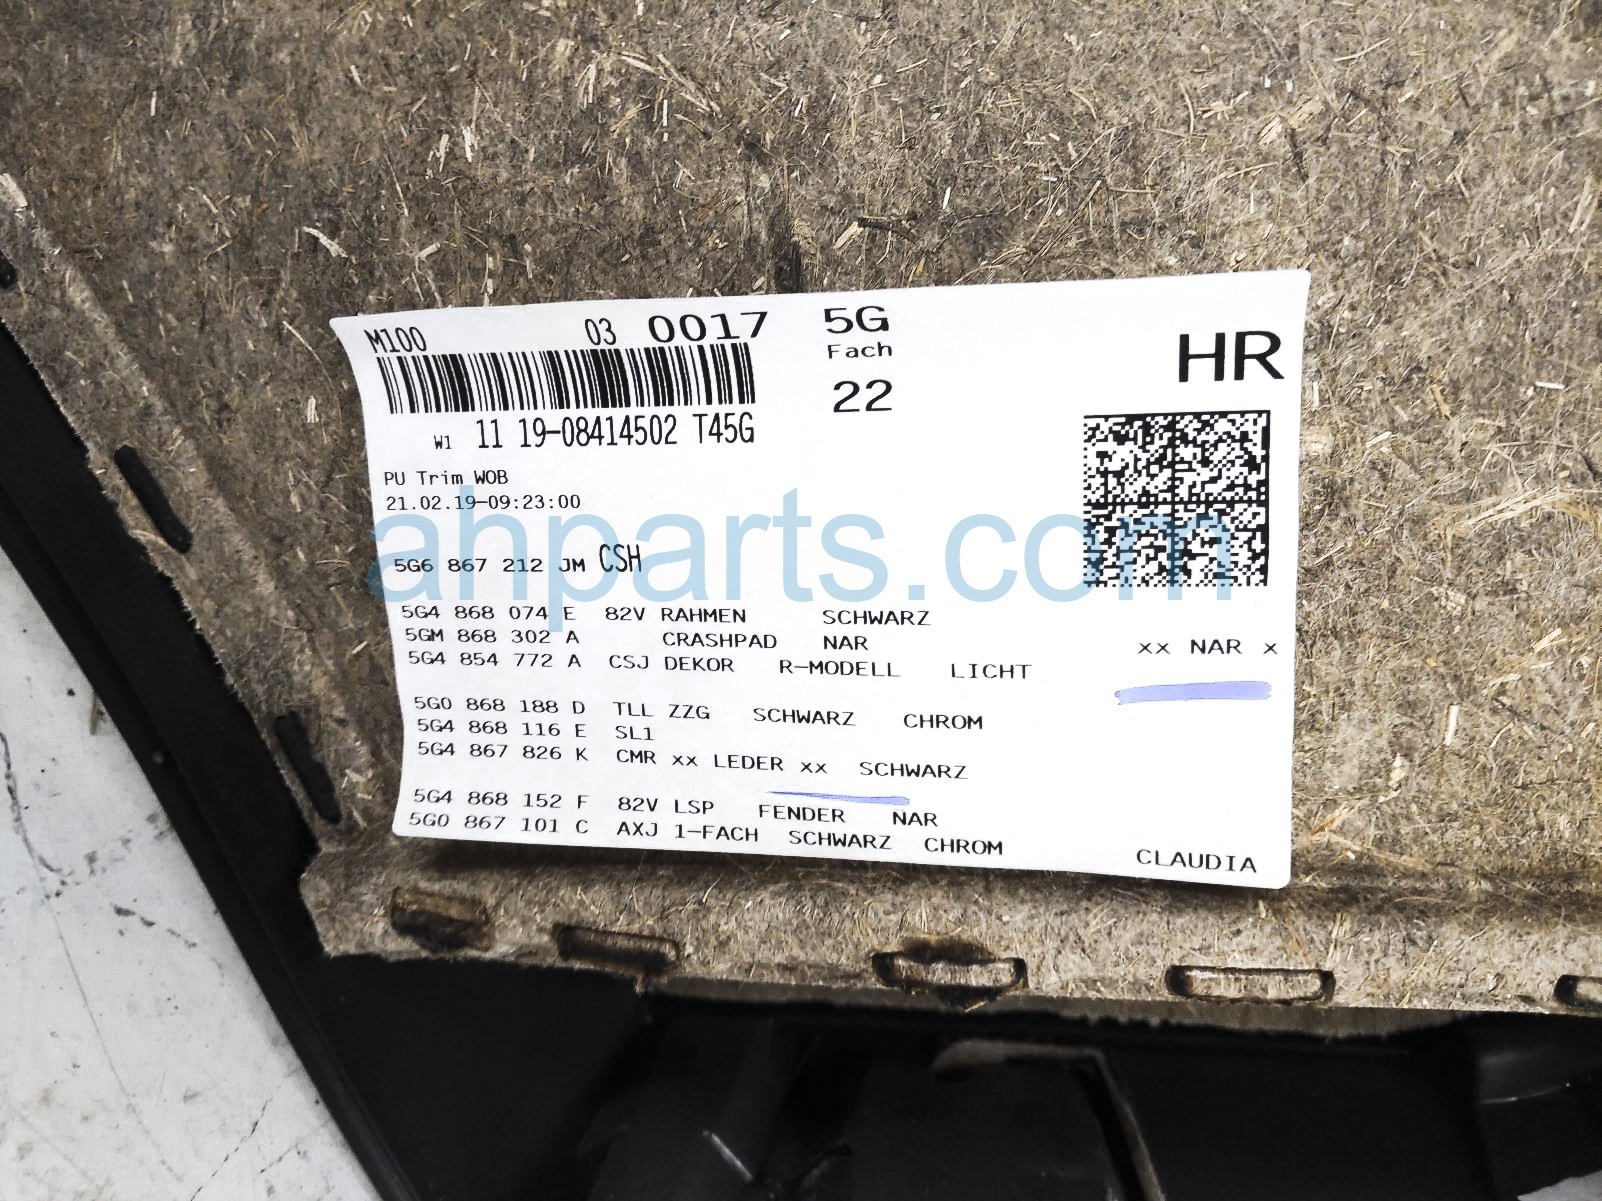 M100 03 0017 5G
Fach
HR
22
W1 11 19-08414502 T45G
PU Trim WOB
21.02.19-09:23:00
ahparts.com
5G6 867 212 JM CSH
5G4 868 074 E 82V RAHMEN SCHWARZ
5GM 868 302 A CRASHPAD NAR xx NAR x
5G4 854 772 A CSJ DEKOR R-MODELL LICHT
5G0 868 188 D TLL ZZG SCHWARZ CHROM
5G4 868 116 E SL1
5G4 867 826 K CMR xx LEDER xx SCHWARZ
5G4 868 152 F 82V LSP FENDER NAR
5G0 867 101 C AXJ 1-FACH SCHWARZ CHROM
CLAUDIA